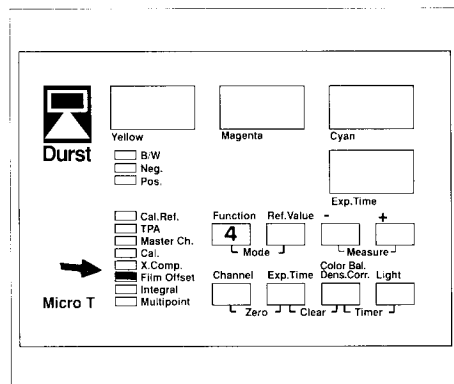 Yellow
Magenta
Cyan
Durst
B/W
Neg.
Pos.
Exp.Time
Cal.Ref.
TPA
Master Ch.
Cal.
X.Comp.
Film Offset
Integral
Multipoint
Micro T
Function
Ref.Value
-
+
4
Mode
Measure
Channel
Exp.Time
Color Bal.
Dens.Corr.
Light
Zero
Clear
Timer